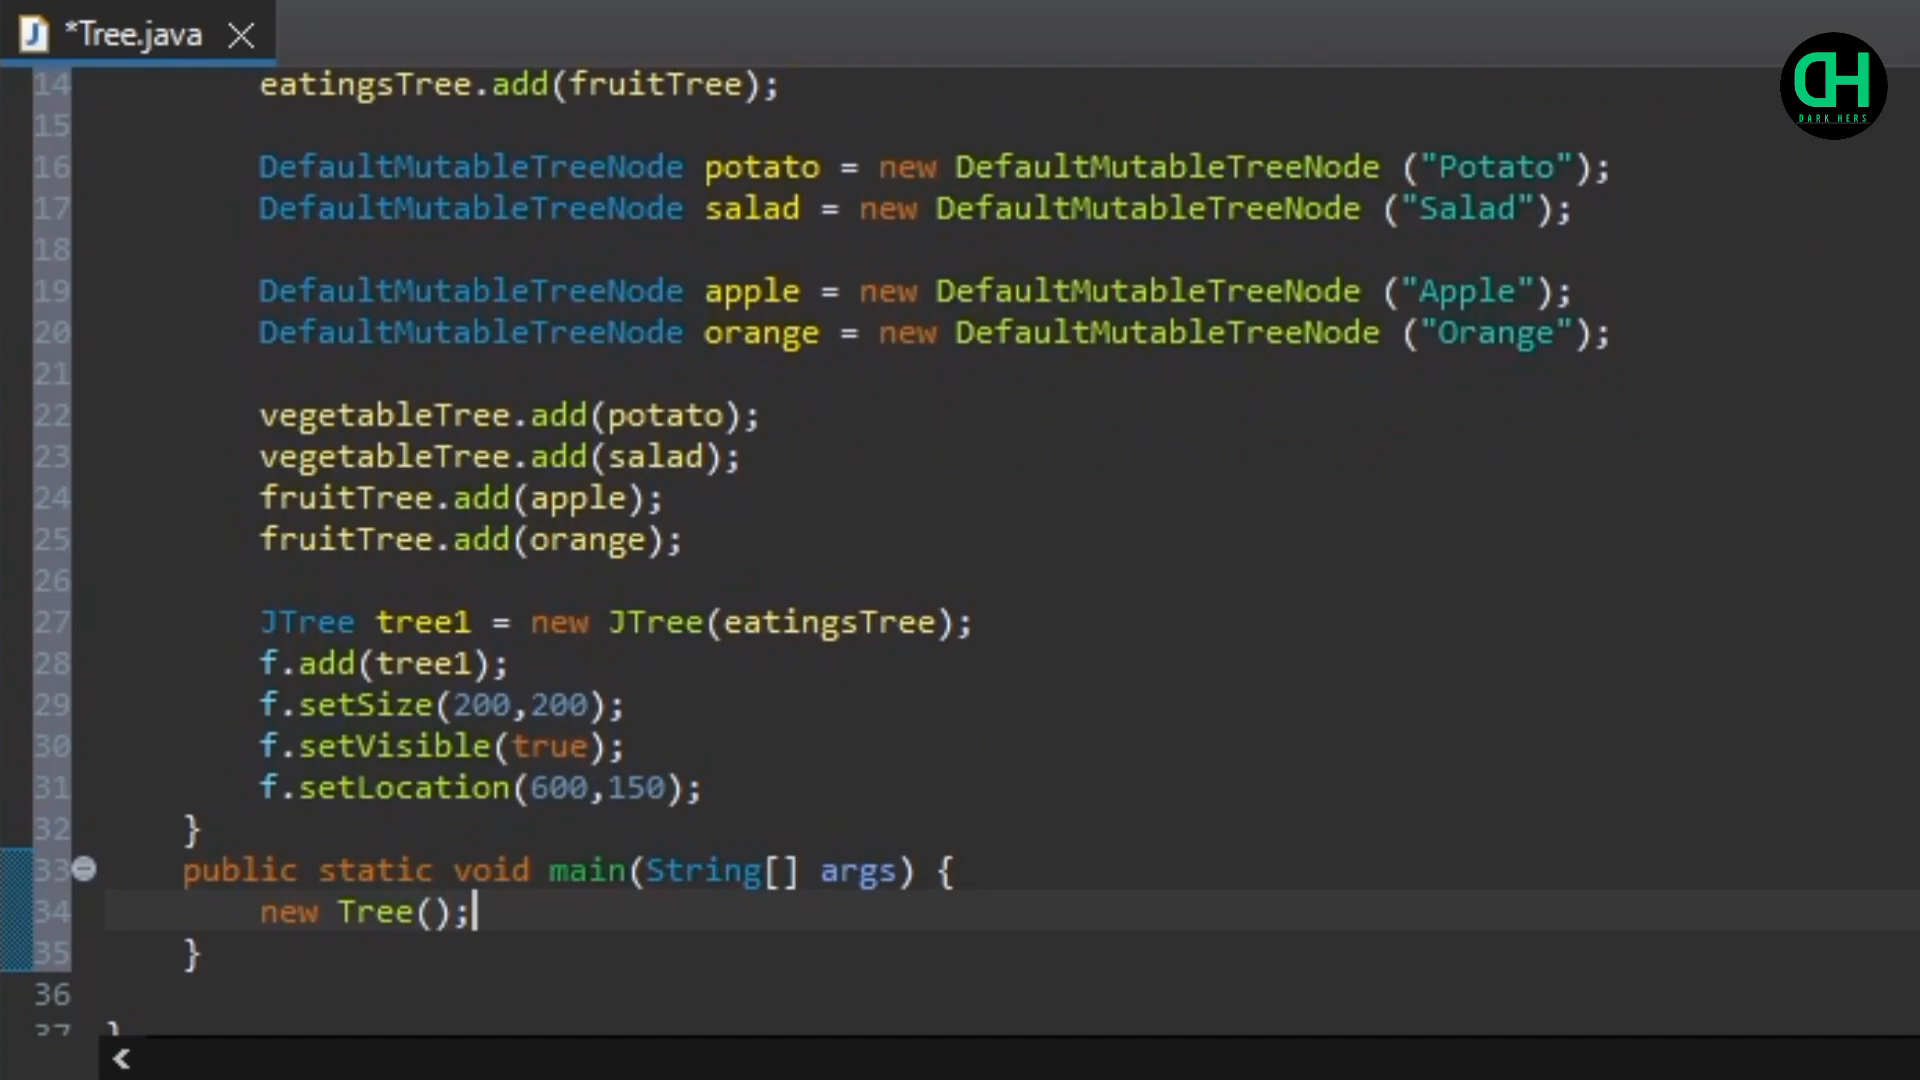 *Tree.java
DH
DARK HERS
14 eatingsTree.add(fruitTree);
15
16 DefaultMutableTreeNode potato = new DefaultMutableTreeNode ("Potato");
17 DefaultMutableTreeNode salad = new DefaultMutableTreeNode ("Salad");
18
19 DefaultMutableTreeNode apple = new DefaultMutableTreeNode ("Apple");
20 DefaultMutableTreeNode orange = new DefaultMutableTreeNode ("Orange");
21
22 vegetableTree.add(potato);
23 vegetableTree.add(salad);
24 fruitTree.add(apple);
25 fruitTree.add(orange);
26
27 JTree tree1 = new JTree(eatingsTree);
28 f.add(tree1);
29 f.setSize(200,200);
30 f.setVisible(true);
31 f.setLocation(600,150);
32 }
33 public static void main(String[] args) {
34 new Tree();
35 }
36
37 }